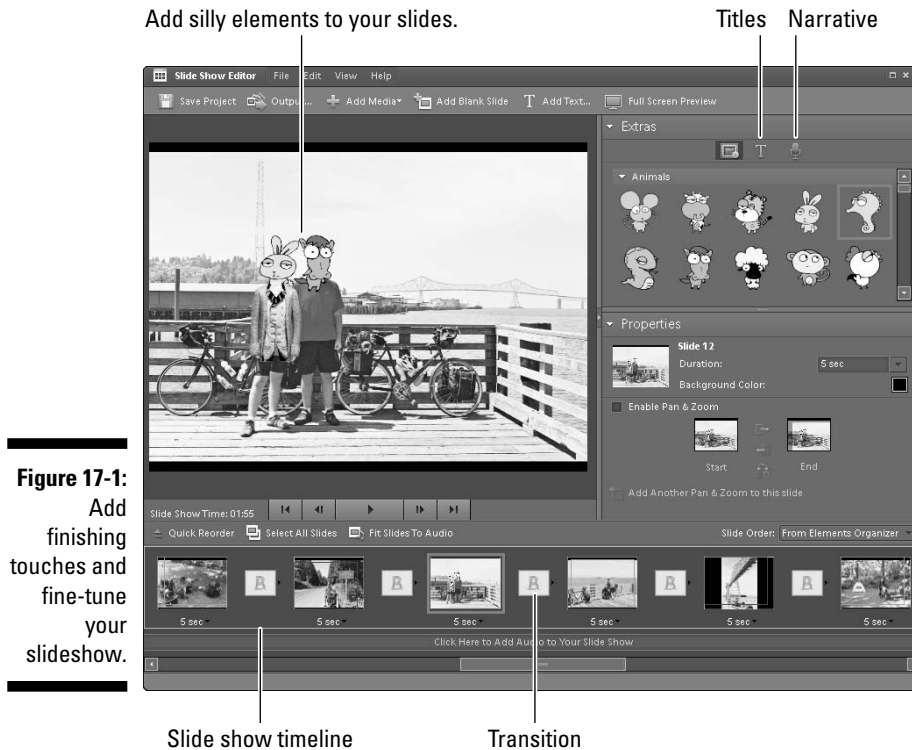 Add silly elements to your slides.
Titles Narrative
Slide Show Editor File Edit View Help
Save Project Output... Add Media Add Blank Slide T Add Text... Full Screen Preview
Extras
T
Animals
Properties
Slide 12
Duration: 5 sec
Background Color:
Enable Pan & Zoom
Start End
Add Another Pan & Zoom to this slide
Slide Show Time: 01:55
Quick Reorder Select All Slides Fit Slides To Audio Slide Order: From Elements Organizer
5 sec 5 sec 5 sec 5 sec 5 sec 5 sec
Click Here to Add Audio to Your Slide Show
Figure 17-1:
Add
finishing
touches and
fine-tune
your
slideshow.
Slide show timeline Transition